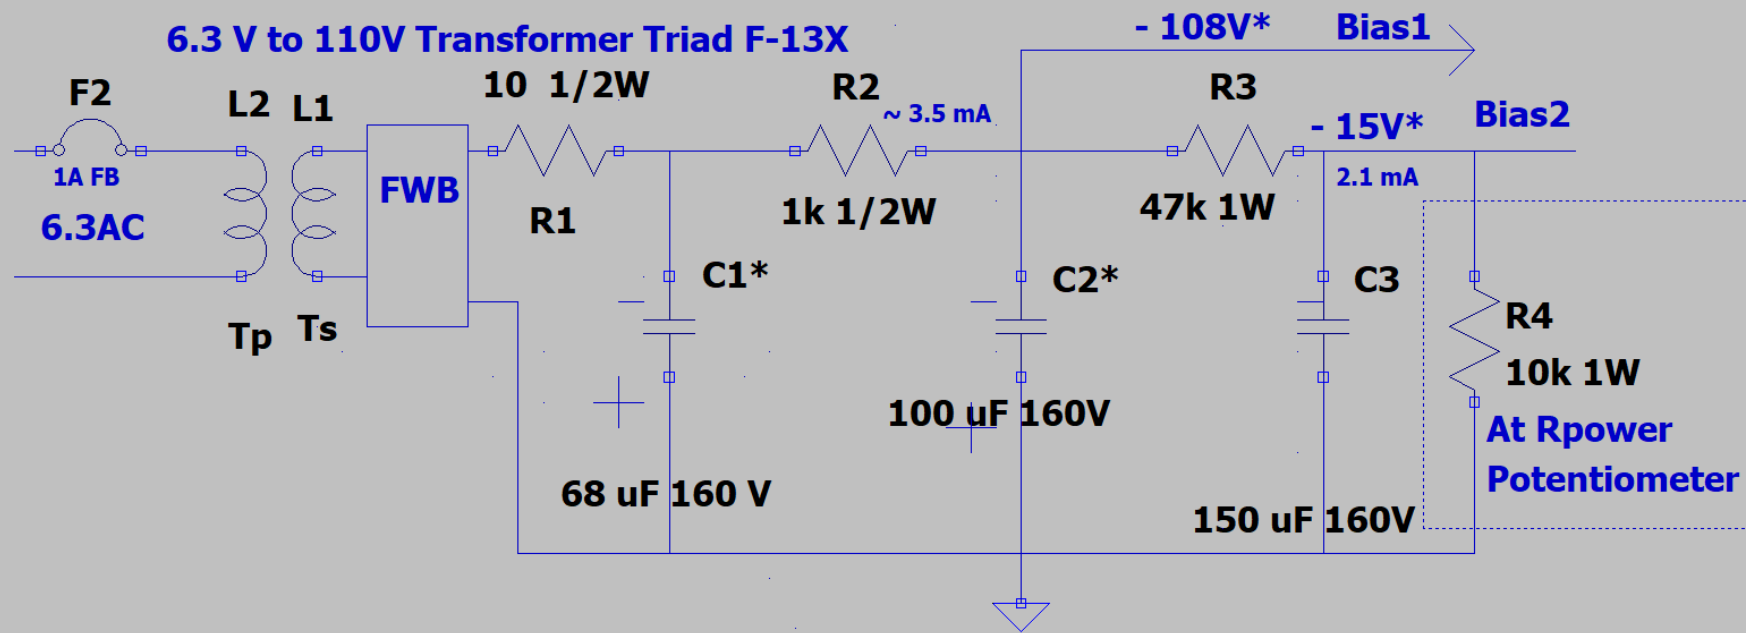 6.3 V to 110V Transformer Triad F-13X
- 108V* Bias1
F2
L2
L1
10 1/2W
R2
~ 3.5 mA
R3
- 15V*
Bias2
1A FB
6.3AC
FWB
R1
1k 1/2W
47k 1W
2.1 mA
C1*
C2*
C3
Tp
Ts
R4
10k 1W
100 uF 160V
At Rpower
Potentiometer
68 uF 160 V
150 uF 160V